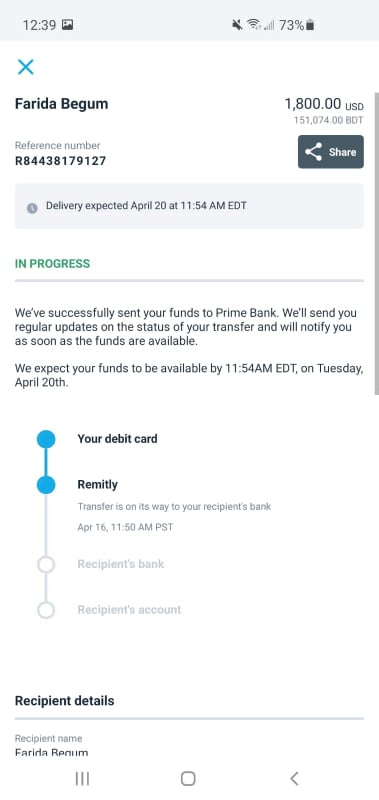 12:39 73%
Farida Begum 1,800.00 USD
151,074.00 BDT
Reference number
R84438179127
Share
Delivery expected April 20 at 11:54 AM EDT
IN PROGRESS
We've successfully sent your funds to Prime Bank. We'll send you
regular updates on the status of your transfer and will notify you
as soon as the funds are available.
We expect your funds to be available by 11:54AM EDT, on Tuesday,
April 20th.
Your debit card
Remitly
Transfer is on its way to your recipient's bank
Apr 16, 11:50 AM PST
Recipient's bank
Recipient's account
Recipient details
Recipient name
Farida Begum